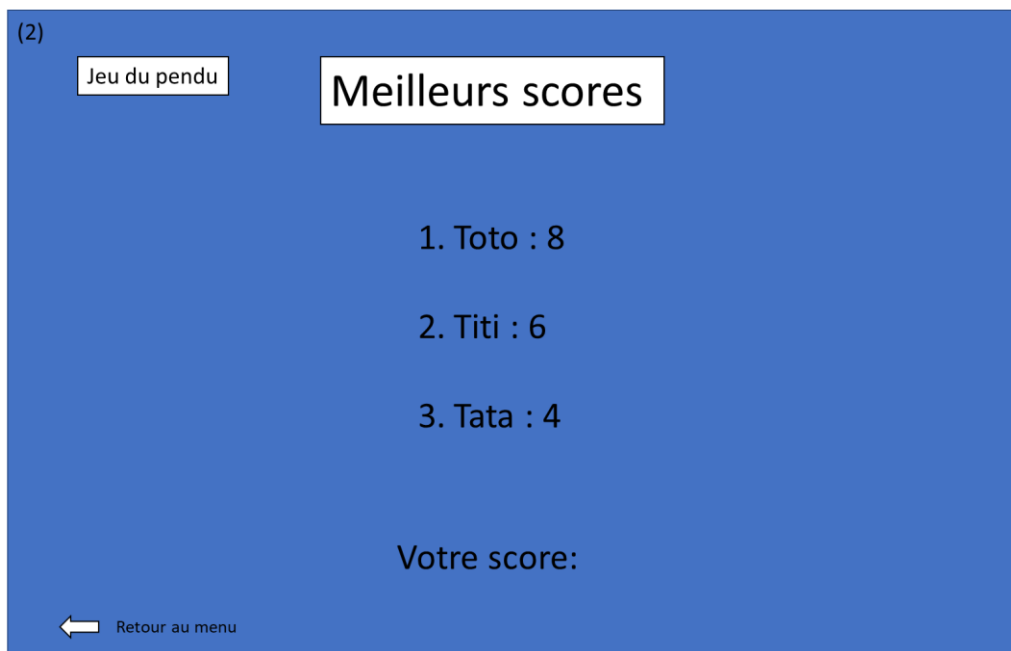 (2)
Jeu du pendu
Meilleurs scores
1. Toto : 8
2. Titi : 6
3. Tata : 4
Votre score:
Retour au menu